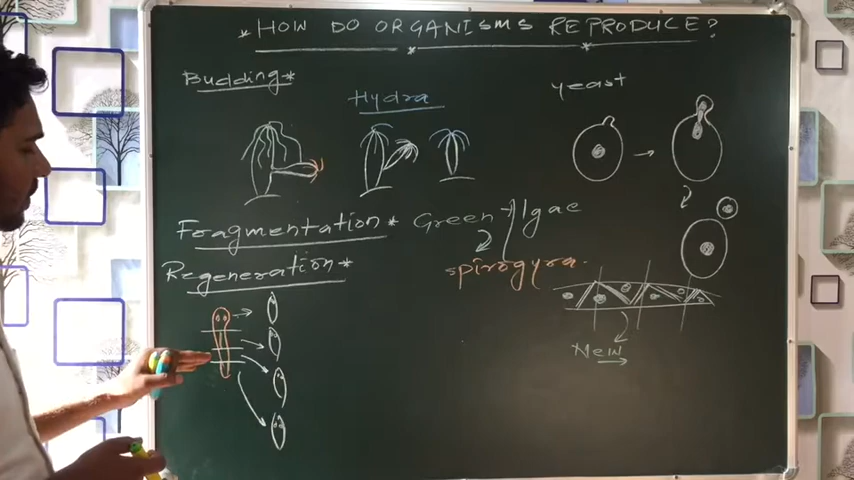 * HOW DO ORGANISMS REPRODUCE?
Budding *
Hydra
yeast
Fragmentation * Green Algae
spirogyra.
Regeneration *
New